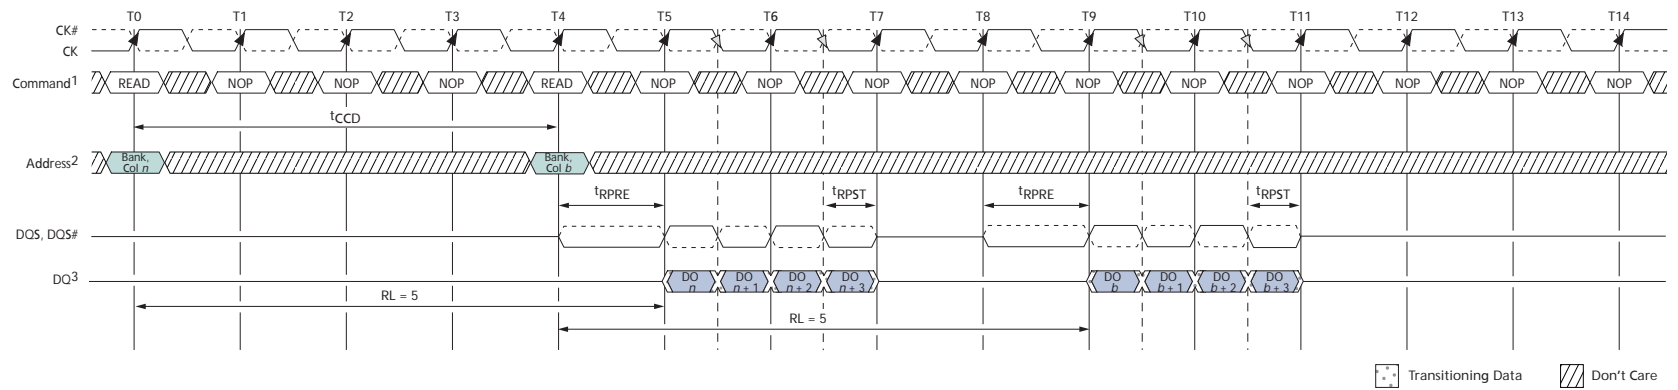 T0 T1 T2 T3 T4 T5 T6 T7 T8 T9 T10 T11 T12 T13 T14
CK#
CK
Command1 READ NOP NOP NOP READ NOP NOP NOP NOP NOP NOP NOP NOP NOP NOP
tCCD
Address2
Bank,
Col n
Bank,
Col b
tRPRE tRPST tRPRE tRPST
DQS, DQS#
DQ3
DO
n
DO
n + 1
DO
n + 2
DO
n + 3
DO
b
DO
b + 1
DO
b + 2
DO
b + 3
RL = 5
RL = 5
Transitioning Data Don't Care